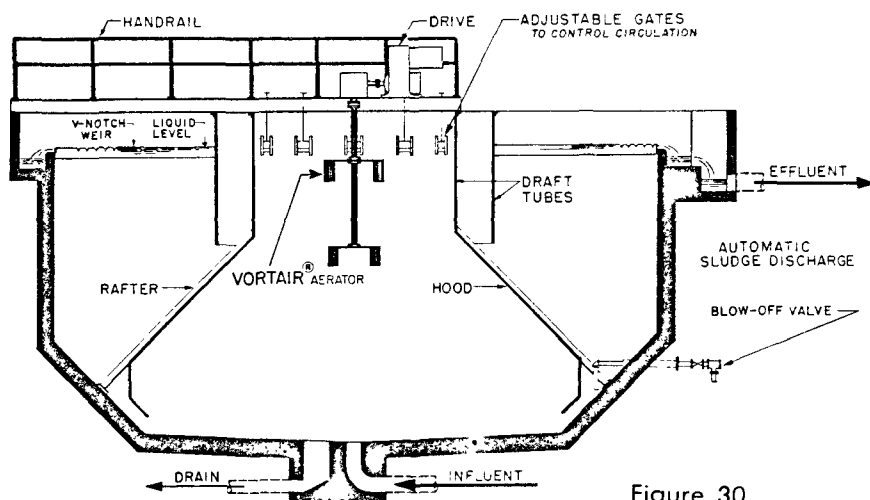 HANDRAIL
DRIVE
ADJUSTABLE GATES
TO CONTROL CIRCULATION
V-NOTCH
WEIR
LIQUID
LEVEL
EFFLUENT
DRAFT
TUBES
AUTOMATIC
SLUDGE DISCHARGE
RAFTER
VORTAIR® AERATOR
HOOD
BLOW-OFF VALVE
DRAIN
INFLUENT
Figure 30